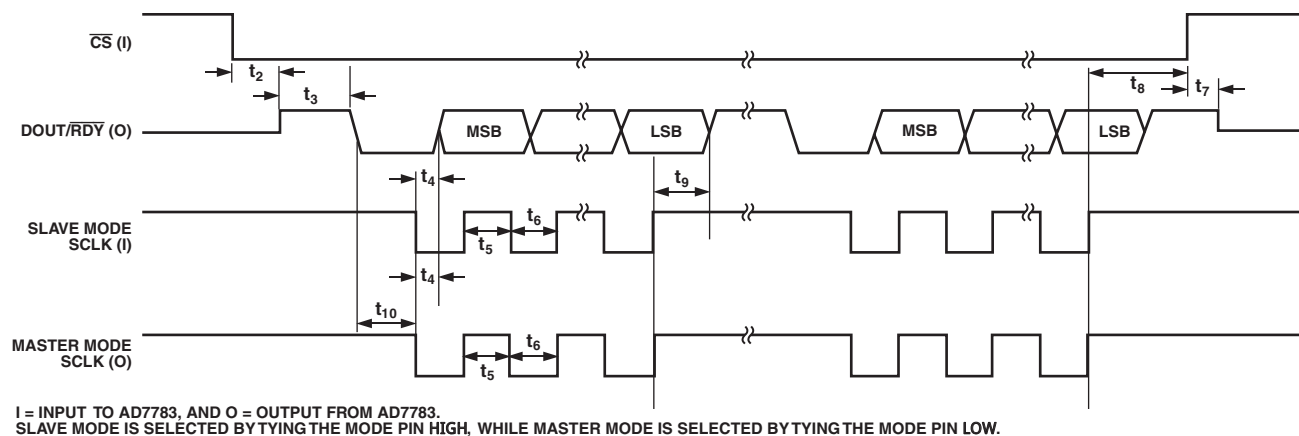 CS (I)
t2
t3
t8
t7
DOUT/RDY (O)
MSB
LSB
MSB
LSB
t4
t9
SLAVE MODE
SCLK (I)
t5
t6
t4
t10
MASTER MODE
SCLK (O)
t5
t6
I = INPUT TO AD7783, AND O = OUTPUT FROM AD7783.
SLAVE MODE IS SELECTED BY TYING THE MODE PIN HIGH, WHILE MASTER MODE IS SELECTED BY TYING THE MODE PIN LOW.